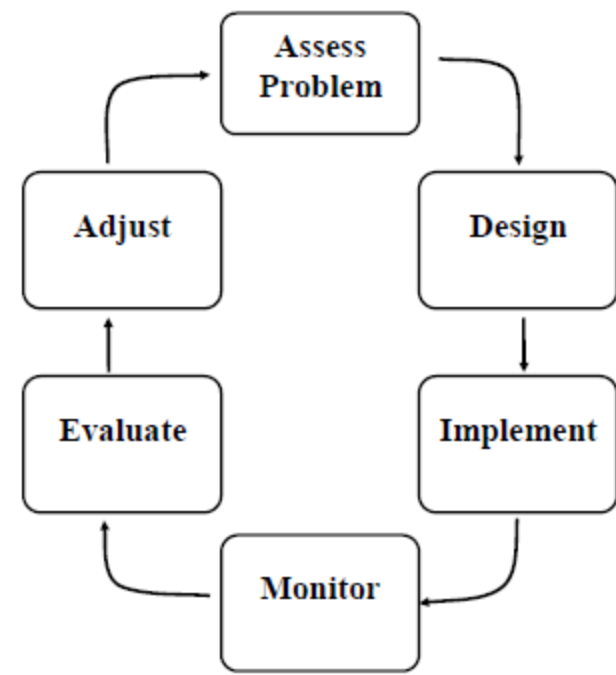 Assess
Problem
Design
Implement
Monitor
Evaluate
Adjust